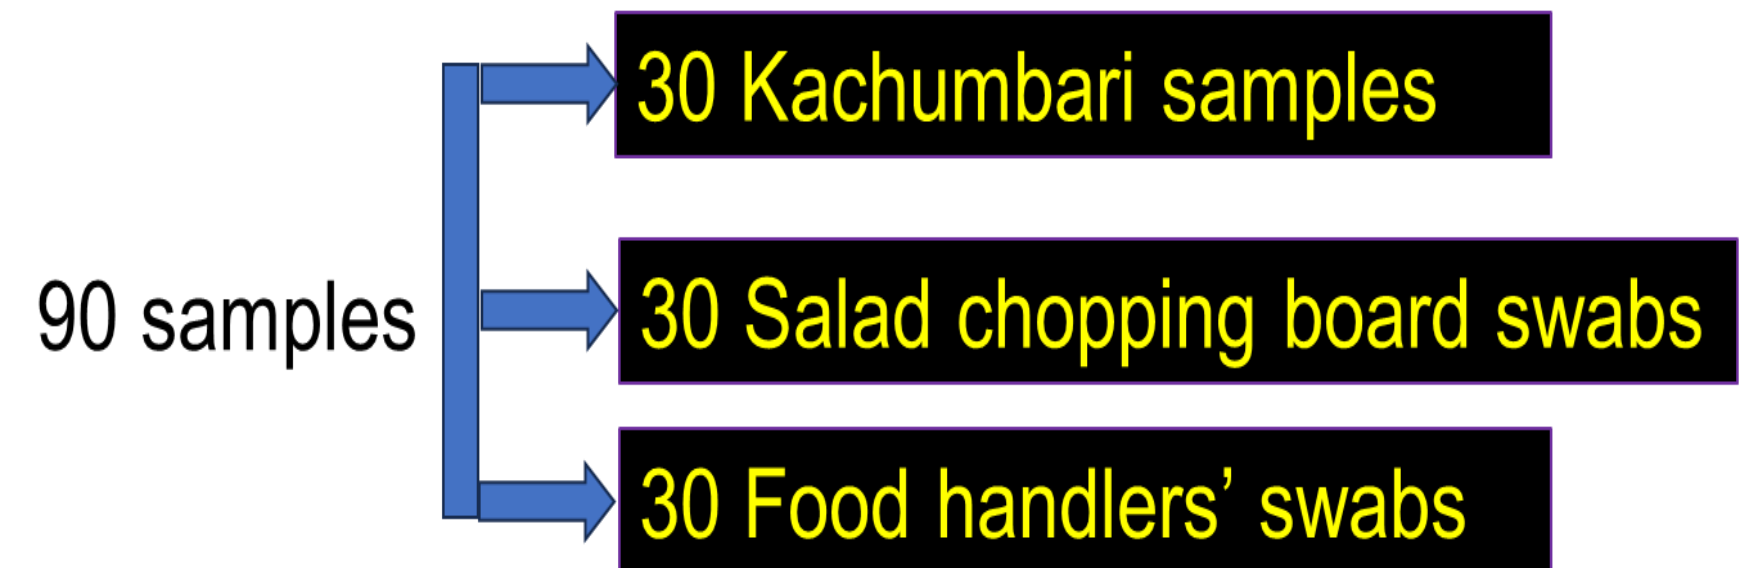 30 Kachumbari samples
90 samples
30 Salad chopping board swabs
30 Food handlers’ swabs